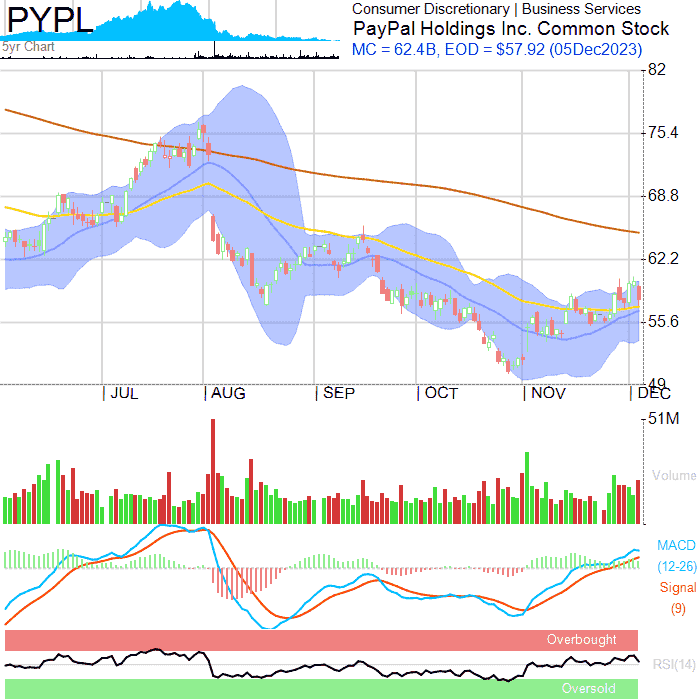 PYPL
5yr Chart
Consumer Discretionary | Business Services
PayPal Holdings Inc. Common Stock
MC = 62.4B, EOD = $57.92 (05Dec2023)
82
75.4
68.8
62.2
55.6
49
JUL AUG SEP OCT NOV DEC
51M
Volume
MACD
(12-26)
Signal
(9)
Overbought
RSI(14)
Oversold